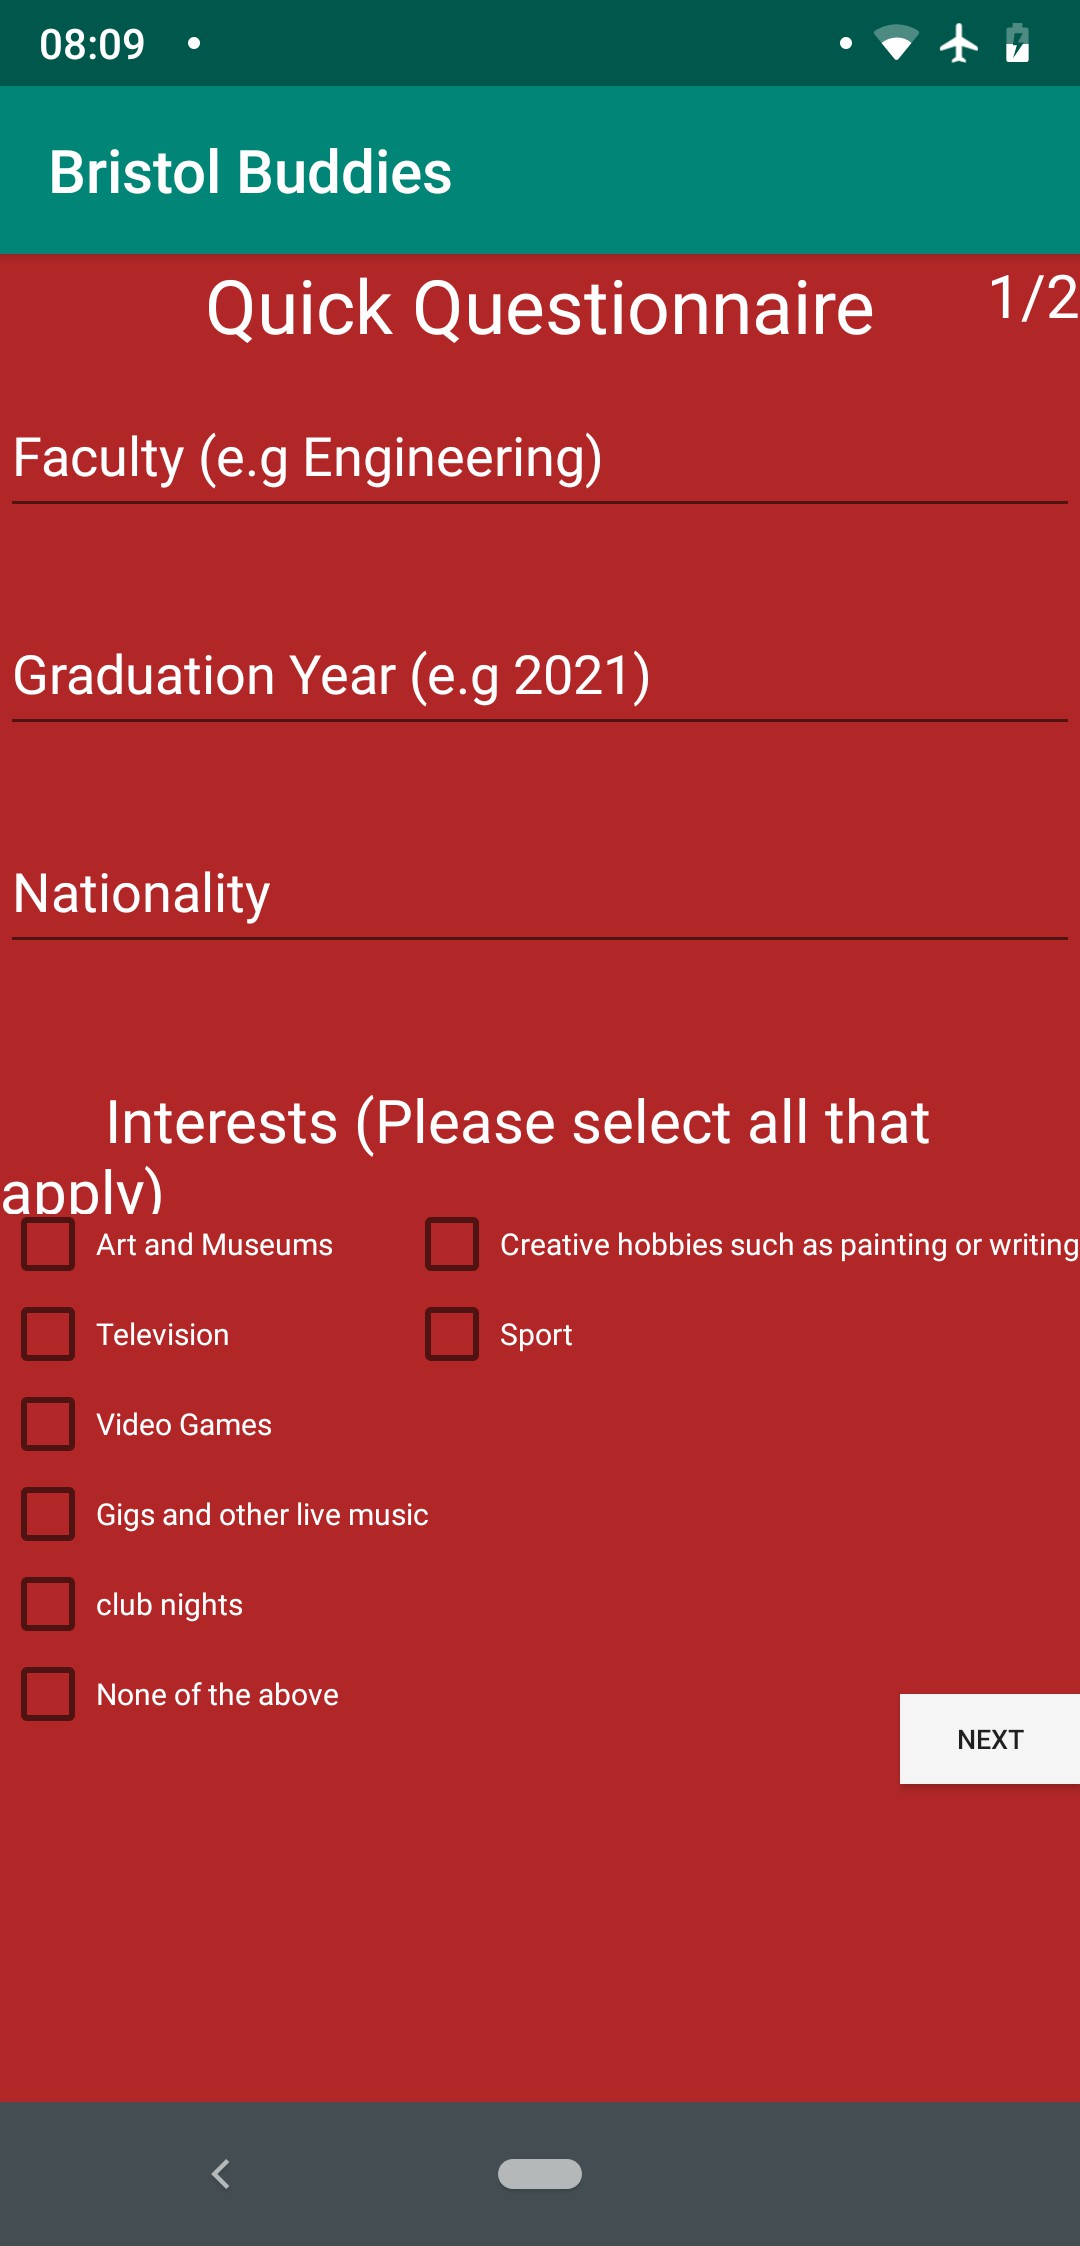 08:09
Bristol Buddies
Quick Questionnaire
1/2
Faculty (e.g Engineering)
Graduation Year (e.g 2021)
Nationality
Interests (Please select all that
apply)
Art and Museums
Creative hobbies such as painting or writing
Television
Sport
Video Games
Gigs and other live music
club nights
None of the above
NEXT